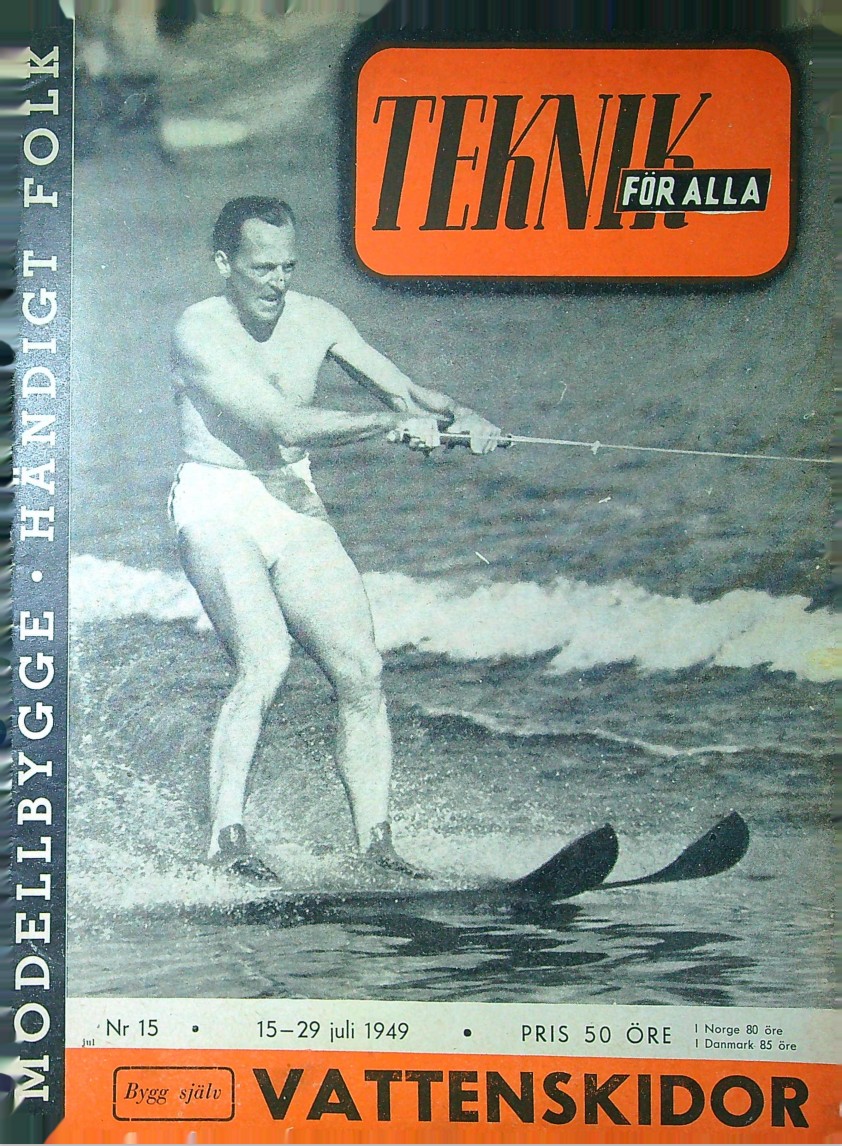 TEKNIK
FÖR ALLA
MODELLBYGGE • HÄNDIGT FOLK
Nr 15 • 15–29 juli 1949 • PRIS 50 ÖRE
I Norge 80 öre
I Danmark 85 öre
jul
Bygg själv
VATTENSKIDOR